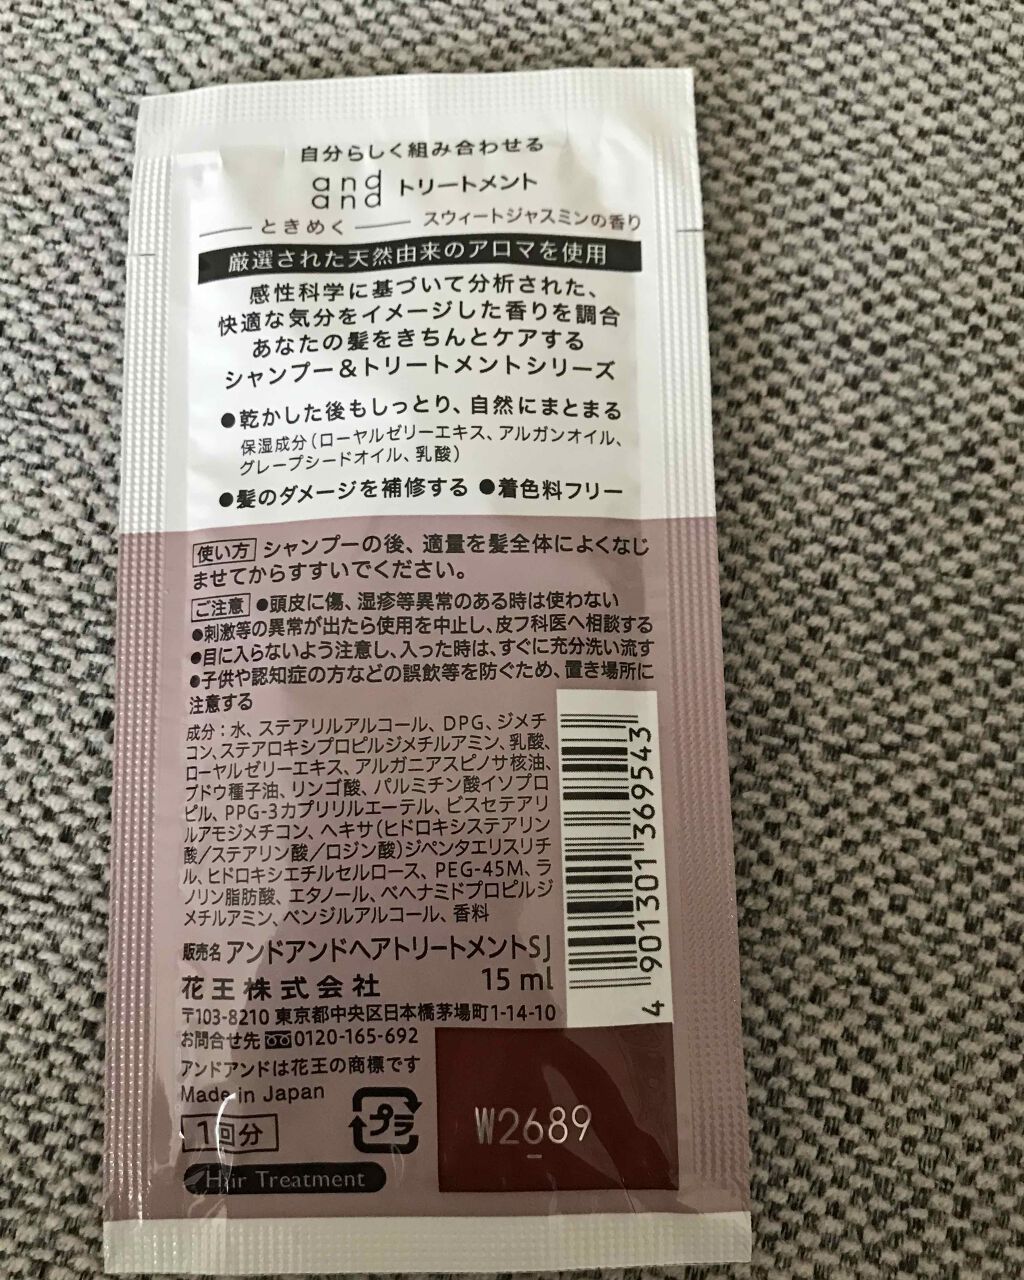 自分らしく組み合わせる
and
and トリートメント
ときめく スウィートジャスミンの香り
厳選された天然由来のアロマを使用
感性科学に基づいて分析された、
快適な気分をイメージした香りを調合
あなたの髪をきちんとケアする
シャンプー＆トリートメントシリーズ
●乾かした後もしっとり、自然にまとまる
保湿成分（ローヤルゼリーエキス、アルガンオイル、
グレープシードオイル、乳酸）
●髪のダメージを補修する ●着色料フリー
使い方 シャンプーの後、適量を髪全体によくなじ
ませてからすすいでください。
ご注意 ●頭皮に傷、湿疹等異常のある時は使わない
●刺激等の異常が出たら使用を中止し、皮フ科医へ相談する
●目に入らないよう注意し、入った時は、すぐに充分洗い流す
●子供や認知症の方などの誤飲等を防ぐため、置き場所に
注意する
成分：水、ステアリルアルコール、DPG、ジメチ
コン、ステアロキシプロピルジメチルアミン、乳酸、
ローヤルゼリーエキス、アルガニアスピノサ核油、
ブドウ種子油、リンゴ酸、パルミチン酸イソプロ
ピル、PPG-3カプリリルエーテル、ビスセテアリ
ルアモジメチコン、ヘキサ（ヒドロキシステアリン
酸／ステアリン酸／ロジン酸）ジペンタエリスリチ
ル、ヒドロキシエチルセルロース、PEG-45M、ラ
ノリン脂肪酸、エタノール、ベヘナミドプロピルジ
メチルアミン、ベンジルアルコール、香料
4 901301 369543
販売名 アンドアンドヘアトリートメントSJ
花王株式会社 15 ml
〒103-8210 東京都中央区日本橋茅場町1-14-10
お問合せ先 0120-165-692
アンドアンドは花王の商標です
Made in Japan
1回分
プラ
W2689
Hair Treatment